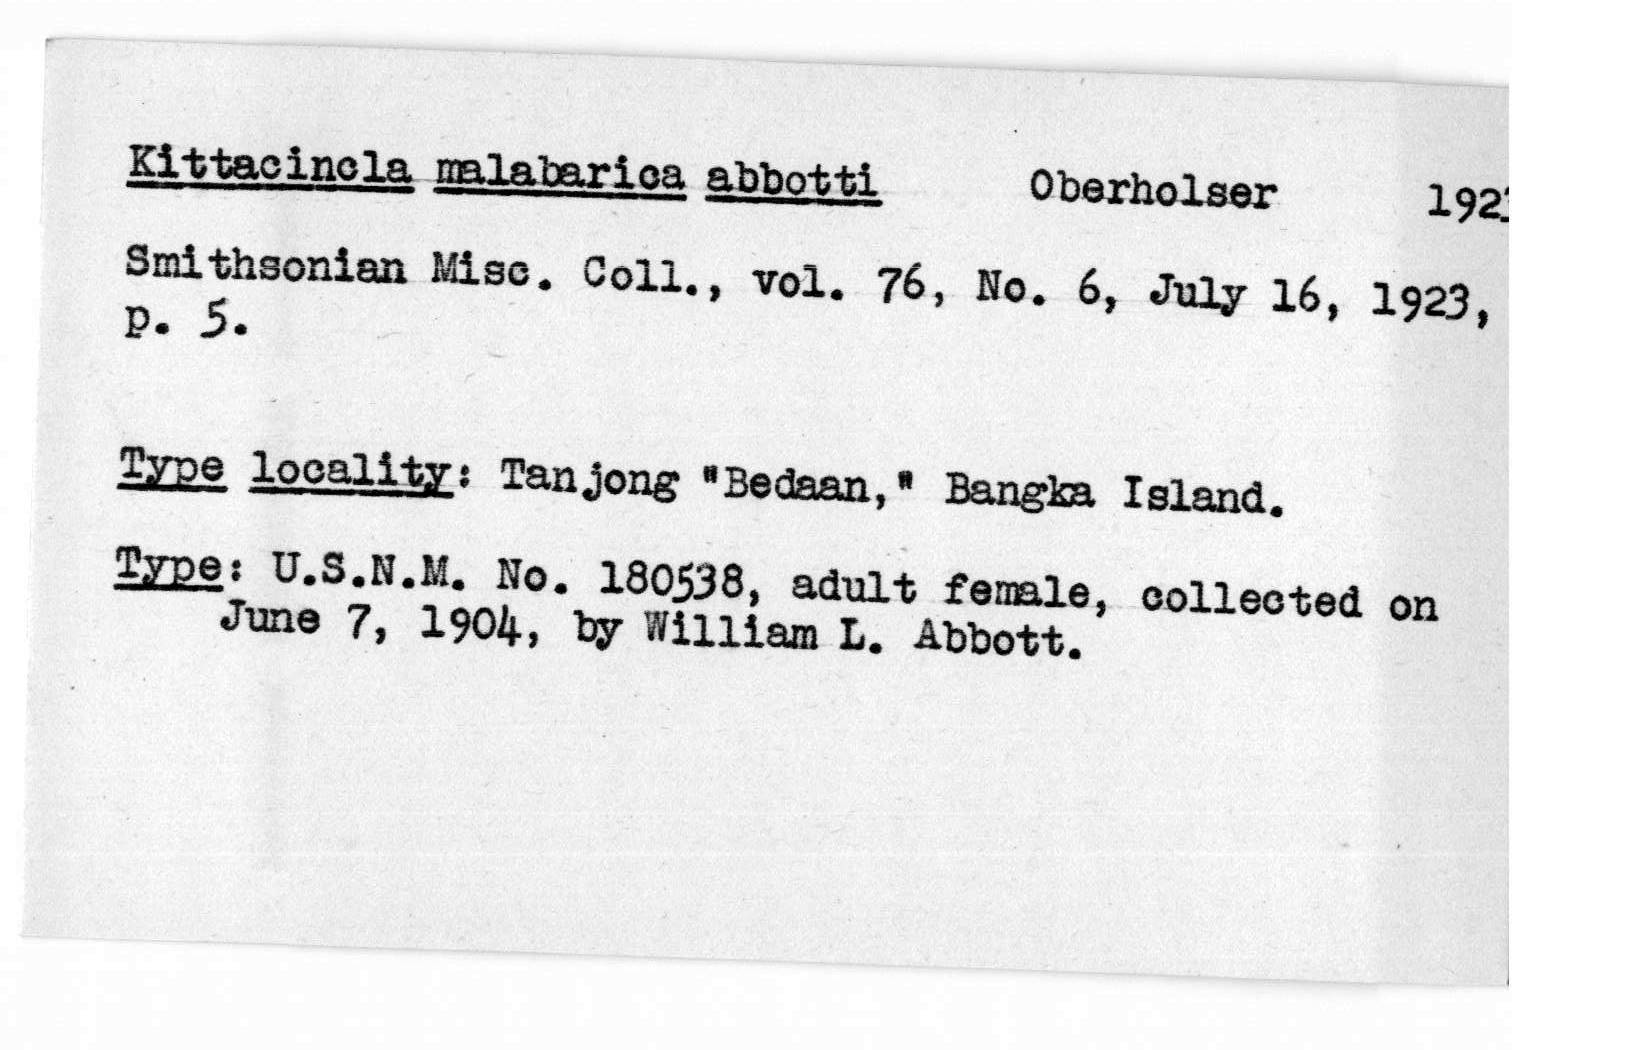 Kittacincla malabarica abbotti Oberholser 192
Smithsonian Misc. Coll., vol. 76, No. 6, July 16, 1923,
p. 5.
Type locality: Tanjong "Bedaan," Bangka Island.
Type: U.S.N.M. No. 180538, adult female, collected on
June 7, 1904, by William L. Abbott.